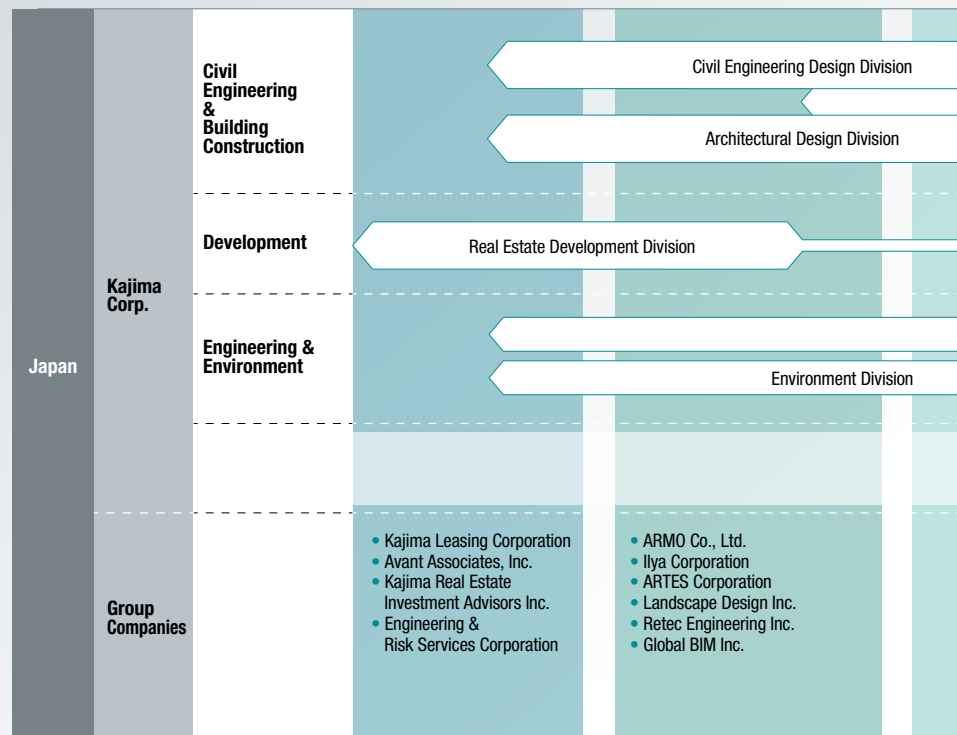 Japan
Kajima
Corp.
Civil
Engineering
&
Building
Construction
Civil Engineering Design Division
Architectural Design Division
Development
Real Estate Development Division
Engineering &
Environment
Environment Division
Group
Companies
• Kajima Leasing Corporation
• Avant Associates, Inc.
• Kajima Real Estate
Investment Advisors Inc.
• Engineering &
Risk Services Corporation
• ARMO Co., Ltd.
• Ilya Corporation
• ARTES Corporation
• Landscape Design Inc.
• Retec Engineering Inc.
• Global BIM Inc.